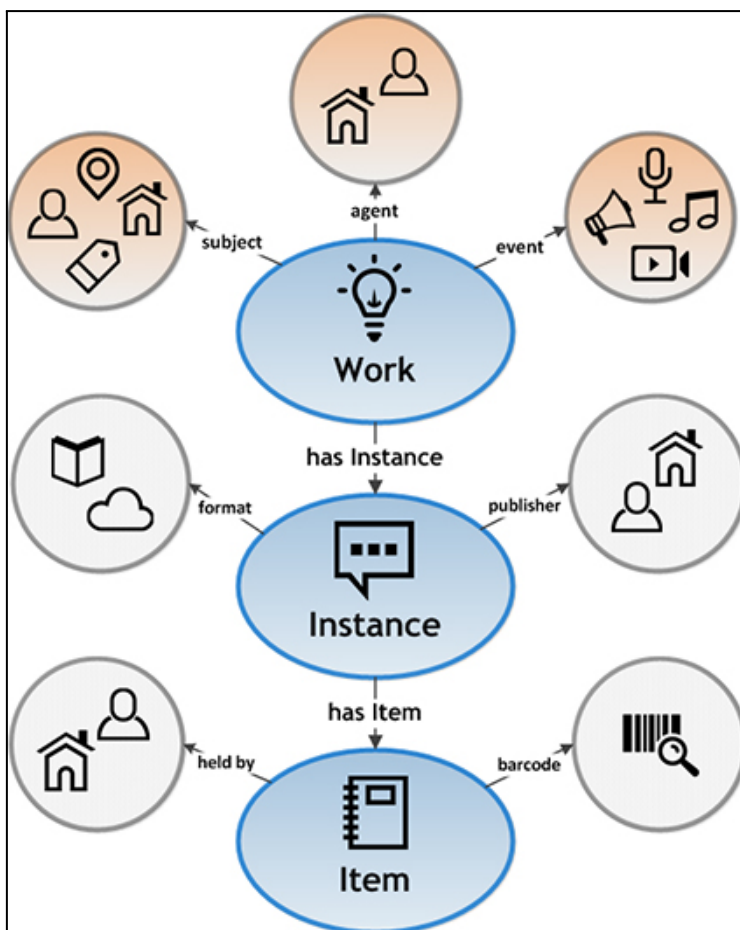 agent
subject
event
Work
has Instance
format
publisher
Instance
has Item
held by
barcode
Item